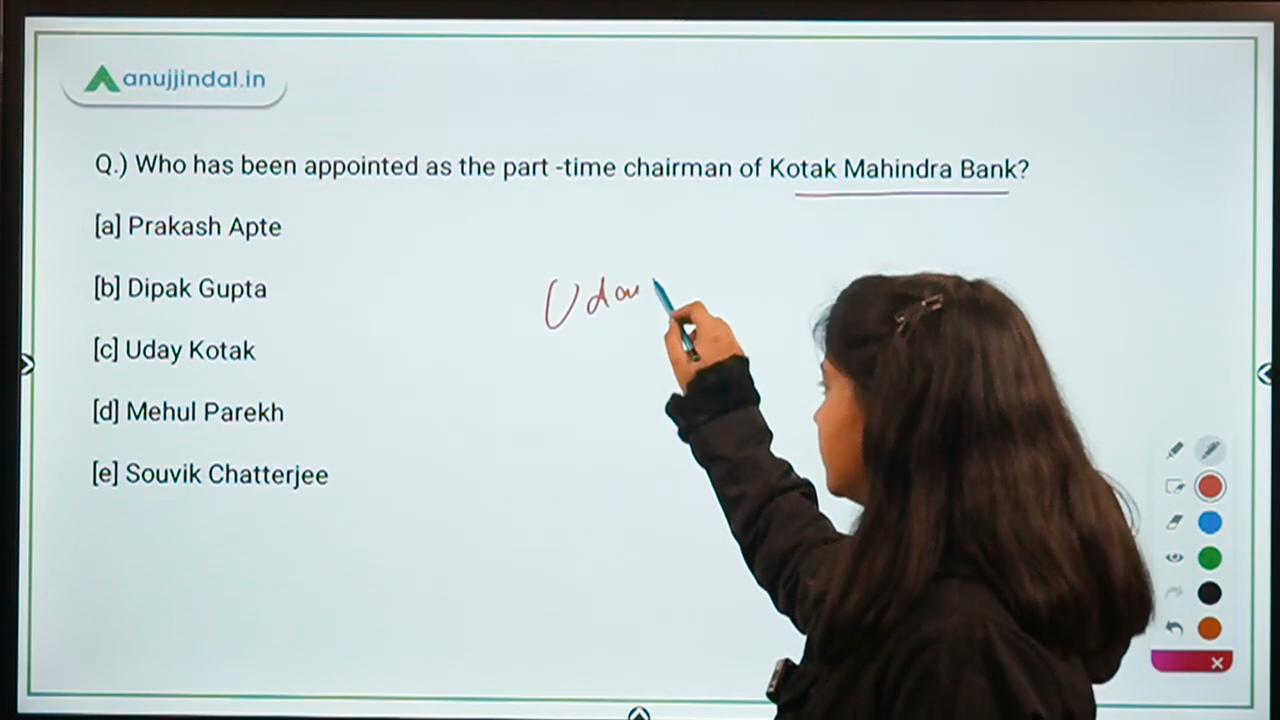 anujjindal.in
Q.) Who has been appointed as the part -time chairman of Kotak Mahindra Bank?
[a] Prakash Apte
[b] Dipak Gupta
Uday
[c] Uday Kotak
[d] Mehul Parekh
[e] Souvik Chatterjee